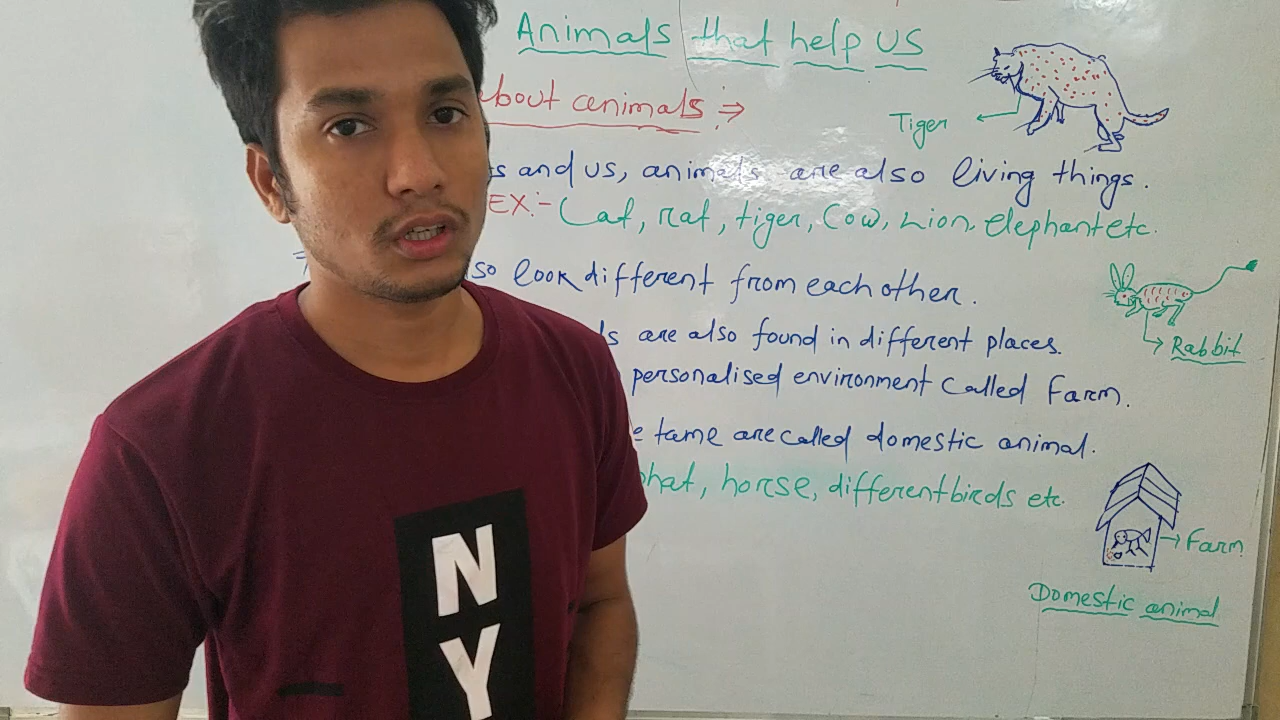 Animals that help us
about animals :⇒
Tiger
and us, animals are also living things.
EX:- Cat, rat, tiger, Cow, Lion, elephant etc.
so look different from each other.
are also found in different places.
Rabbit
personalised environment called Farm.
tame are called domestic animal.
horse, different birds etc.
Farm
Domestic animal
N
Y